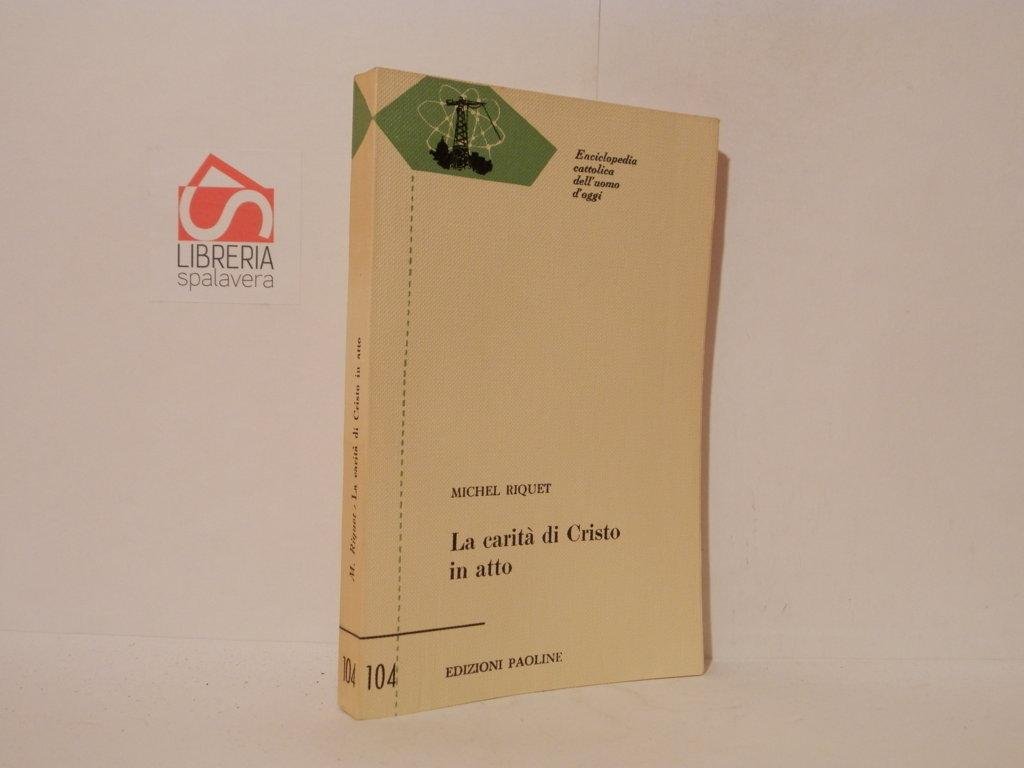 LIBRERIA
spalavera
Enciclopedia
cattolica
dell'uomo
d'oggi
MICHEL RIQUET
La carità di Cristo
in atto
EDIZIONI PAOLINE
104
M. Riquet - La carità di Cristo in atto
104